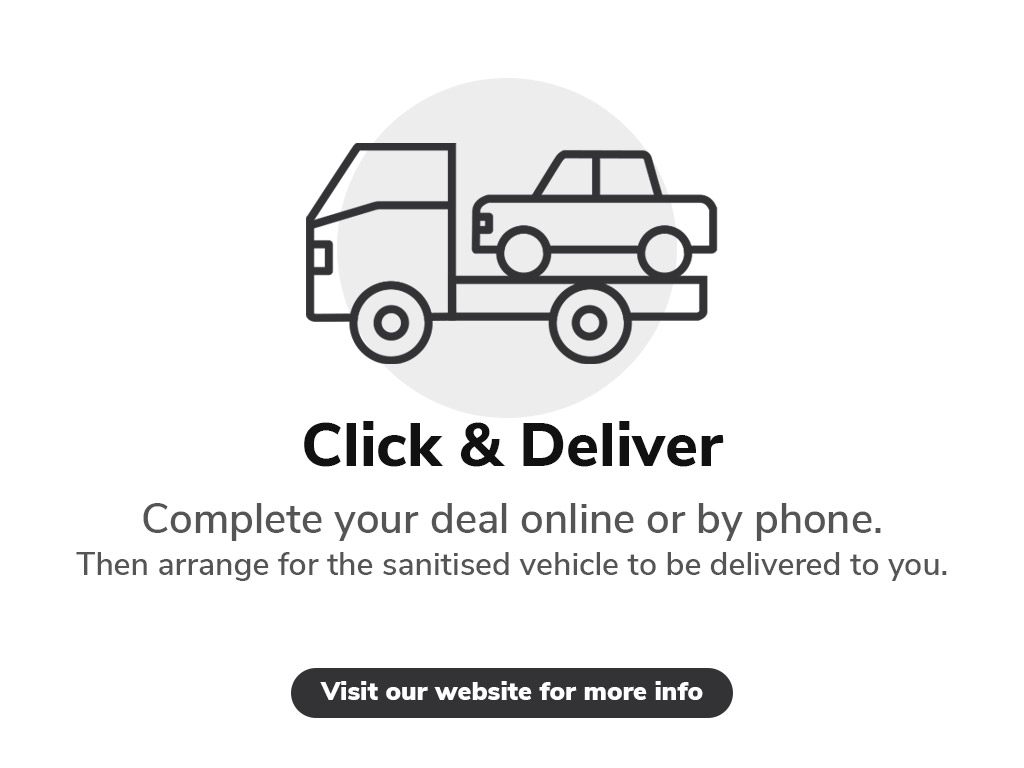 Click & Deliver
Complete your deal online or by phone.
Then arrange for the sanitised vehicle to be delivered to you.
Visit our website for more info